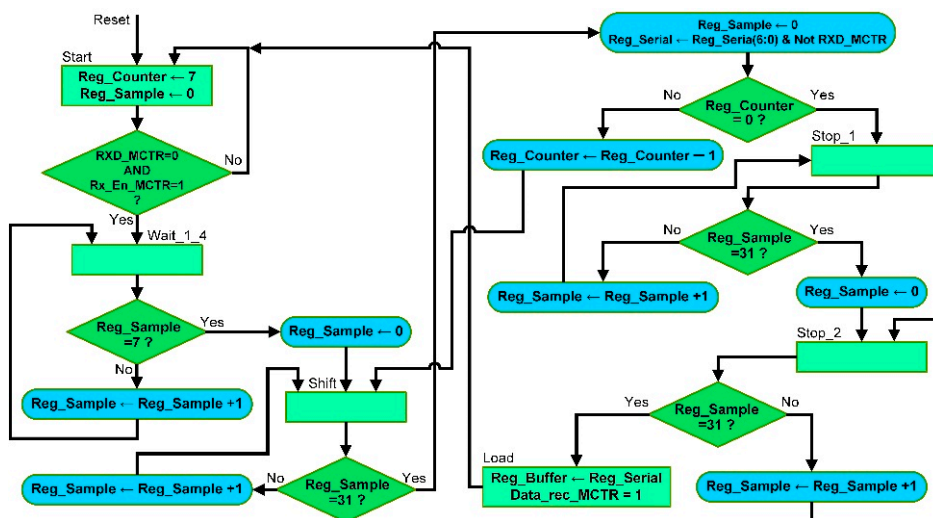 Reset
Start
Reg_Counter ← 7
Reg_Sample ← 0
RXD_MCTR=0
AND
Rx_En_MCTR=1
?
No
Yes
Wait_1_4
Reg_Sample
=7 ?
Yes
No
Reg_Sample ← Reg_Sample +1
Reg_Sample ← 0
Shift
Reg_Sample
=31 ?
No
Yes
Reg_Sample ← Reg_Sample +1
Reg_Sample ← 0
Reg_Serial ← Reg_Seria(6:0) & Not RXD_MCTR
Reg_Counter
= 0 ?
No
Yes
Reg_Counter ← Reg_Counter − 1
Stop_1
Reg_Sample
=31 ?
No
Yes
Reg_Sample ← Reg_Sample +1
Reg_Sample ← 0
Stop_2
Reg_Sample
=31 ?
Yes
No
Load
Reg_Buffer ← Reg_Serial
Data_rec_MCTR = 1
Reg_Sample ← Reg_Sample +1